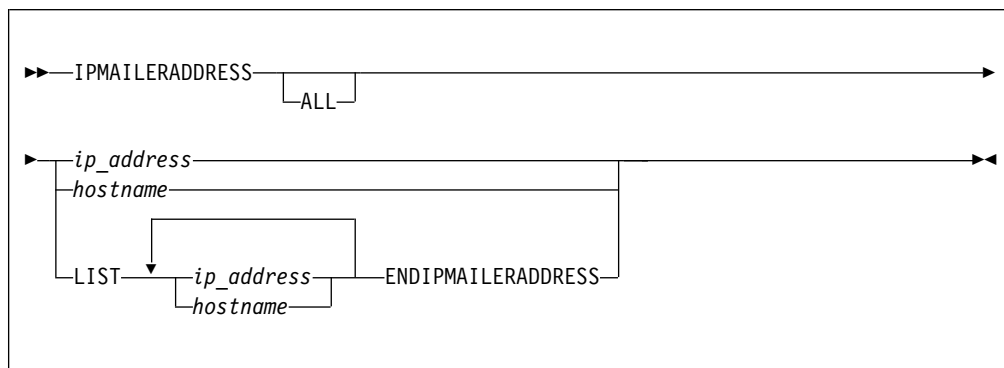 IPMAILERADDRESS
ALL
ip_address
hostname
LIST ip_address ENDIPMAILERADDRESS
hostname